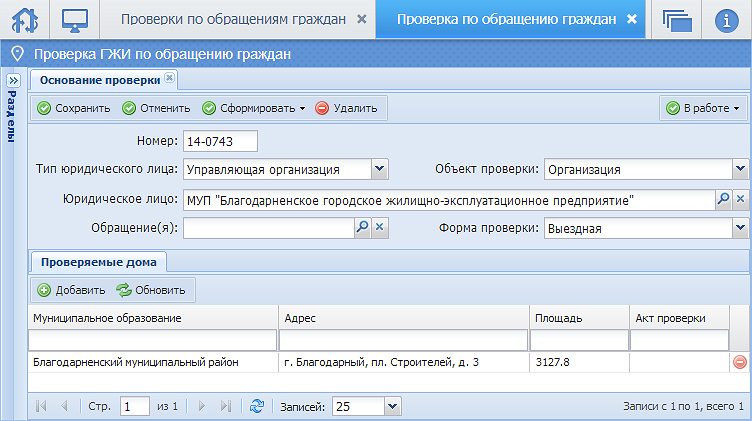 Проверки по обращениям граждан
Проверка по обращению граждан
Проверка ГЖИ по обращению граждан
Разделы
Основание проверки
Сохранить Отменить Сформировать Удалить В работе
Номер: 14-0743
Тип юридического лица: Управляющая организация Объект проверки: Организация
Юридическое лицо: МУП "Благодарненское городское жилищно-эксплуатационное предприятие"
Обращение(я): Форма проверки: Выездная
Проверяемые дома
Добавить Обновить
Муниципальное образование Адрес Площадь Акт проверки
Благодарненский муниципальный район г. Благодарный, пл. Строителей, д. 3 3127.8
Стр. 1 из 1 Записей: 25 Записи с 1 по 1, всего 1